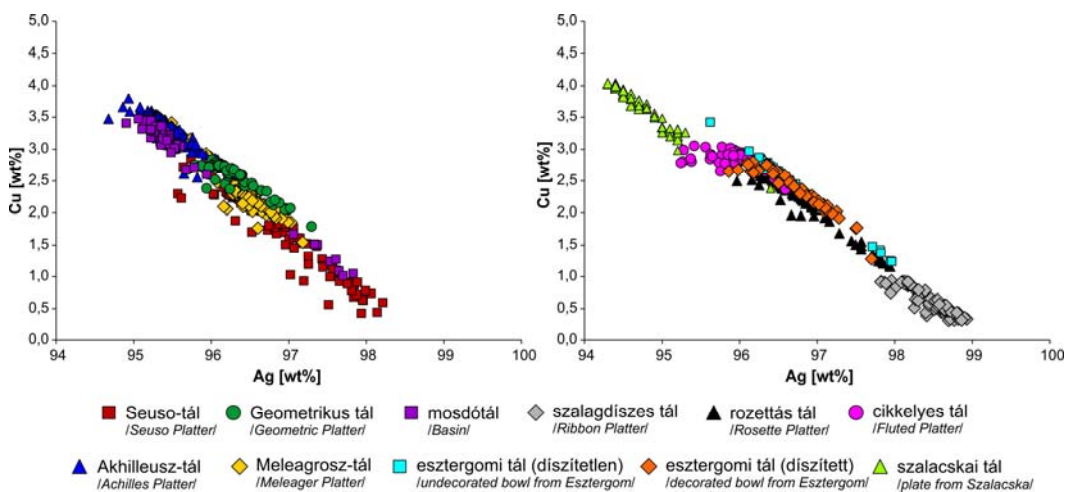 5,0
4,5
4,0
3,5
3,0
2,5
2,0
1,5
1,0
0,5
0,0
Cu [wt%]
94 95 96 97 98 99 100
Ag [wt%]
5,0
4,5
4,0
3,5
3,0
2,5
2,0
1,5
1,0
0,5
0,0
Cu [wt%]
94 95 96 97 98 99 100
Ag [wt%]
Seuso-tál Geometrikus tál mosdótál szalagdíszes tál rozettás tál cikkelyes tál
/Seuso Platter/ /Geometric Platter/ /Basin/ /Ribbon Platter/ /Rosette Platter/ /Fluted Platter/
Akhilleusz-tál Meleagrosz-tál esztergomi tál (díszítetlen) esztergomi tál (díszített) szalacskai tál
/Achilles Platter/ /Meleager Platter/ /undecorated bowl from Esztergom/ /decorated bowl from Esztergom/ /plate from Szalacska/